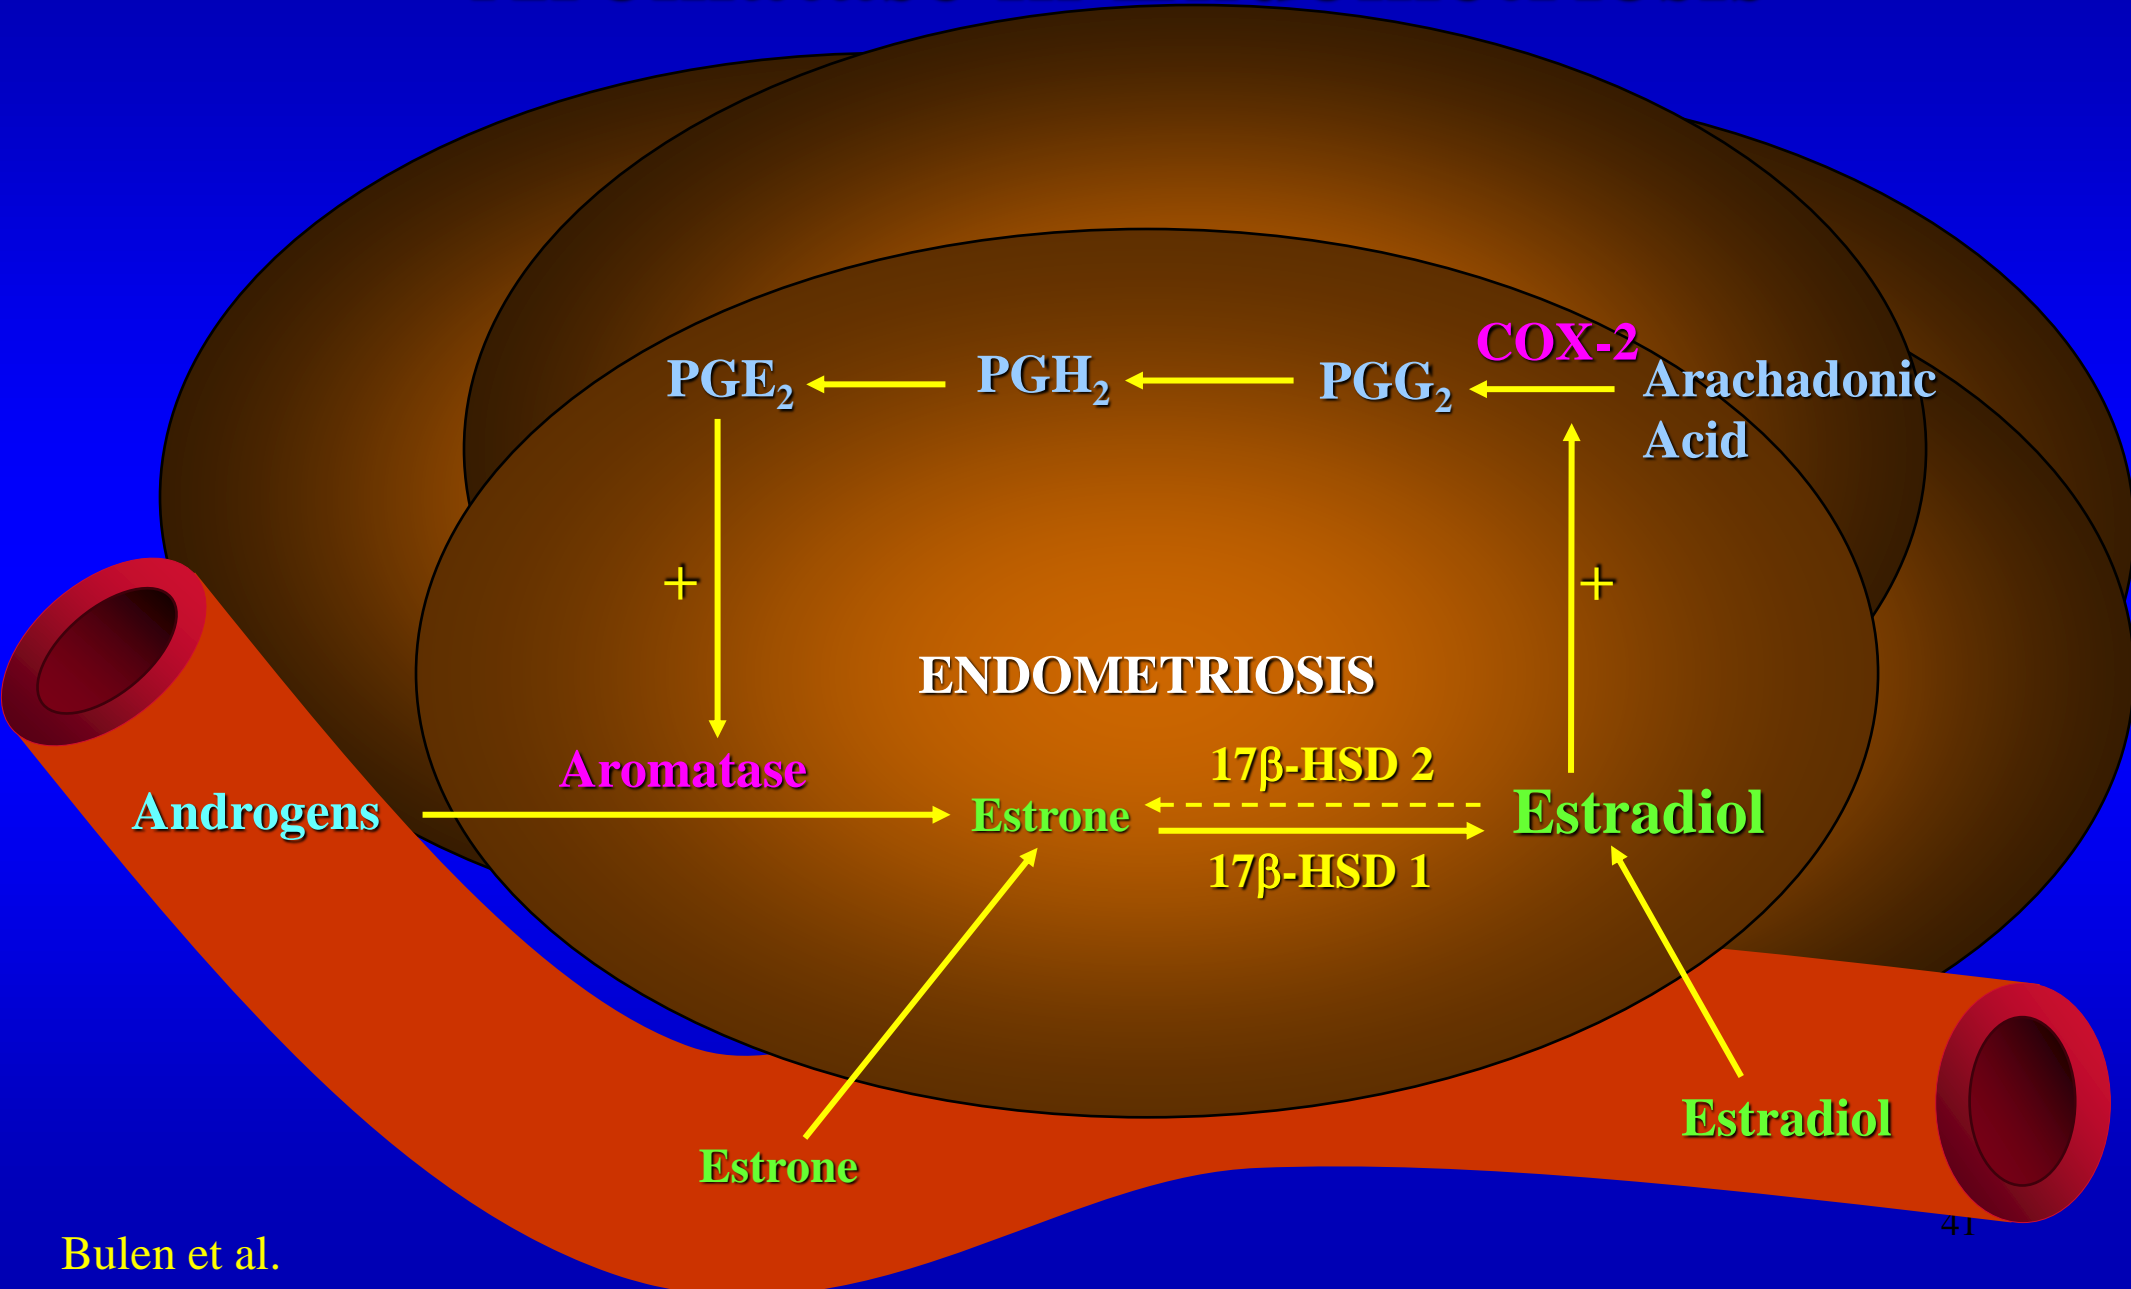 COX-2
PGE₂
PGH₂
PGG₂
Arachadonic
Acid
+
+
ENDOMETRIOSIS
17β-HSD 2
Aromatase
Androgens
Estrone
Estradiol
17β-HSD 1
Estradiol
Estrone
41
Bulen et al.